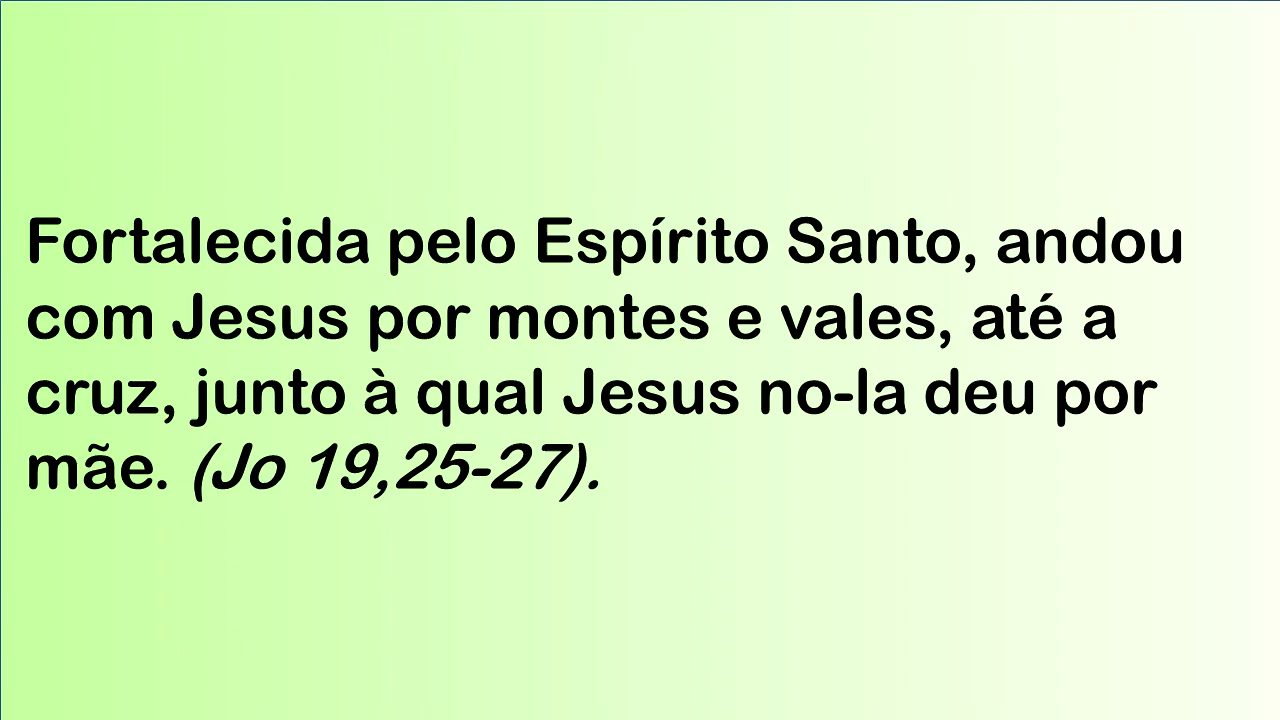 Fortalecida pelo Espírito Santo, andou
com Jesus por montes e vales, até a
cruz, junto à qual Jesus no-la deu por
mãe. (Jo 19,25-27).